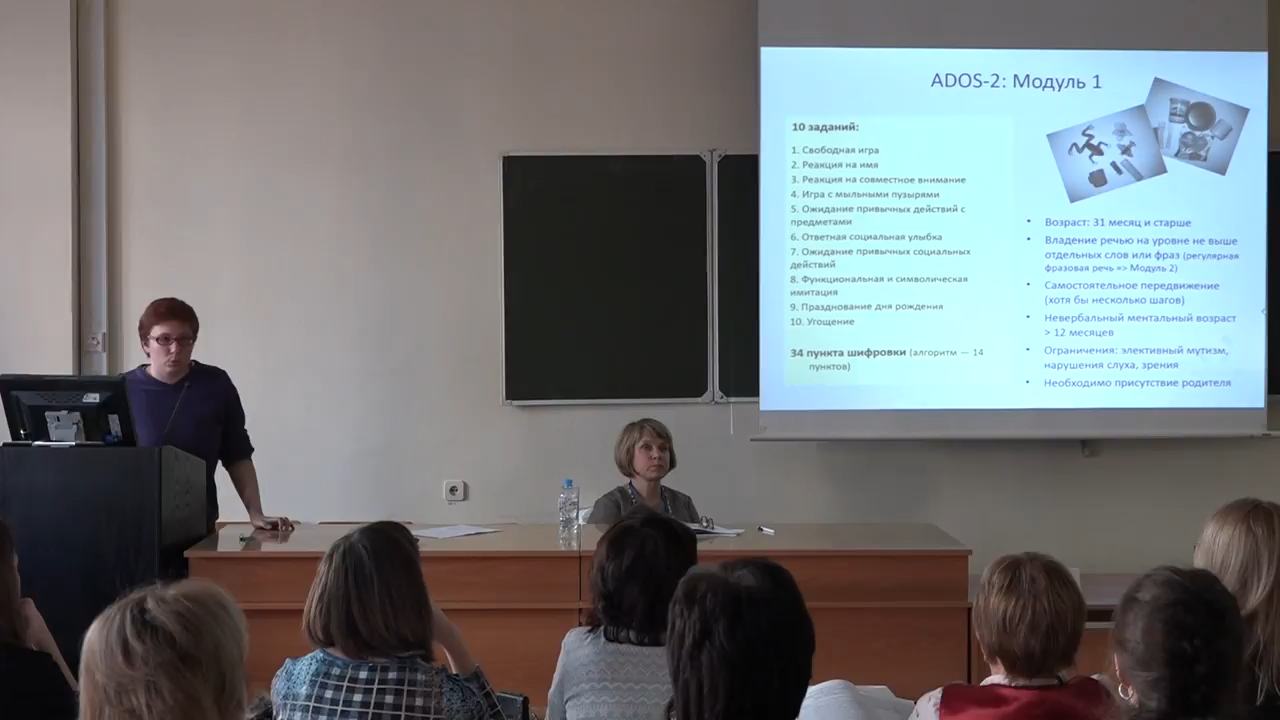 ADOS-2: Модуль 1
10 заданий:
1. Свободная игра
2. Реакция на имя
3. Реакция на совместное внимание
4. Игра с мыльными пузырями
5. Ожидание привычных действий с
предметами
6. Ответная социальная улыбка
7. Ожидание привычных социальных
действий
8. Функциональная и символическая
имитация
9. Празднование дня рождения
10. Угощение
34 пункта шифровки (алгоритм — 14
пунктов)
• Возраст: 31 месяц и старше
• Владение речью на уровне не выше
отдельных слов или фраз (регулярная
фразовая речь => Модуль 2)
• Самостоятельное передвижение
(хотя бы несколько шагов)
• Невербальный ментальный возраст
> 12 месяцев
• Ограничения: элективный мутизм,
нарушения слуха, зрения
• Необходимо присутствие родителя